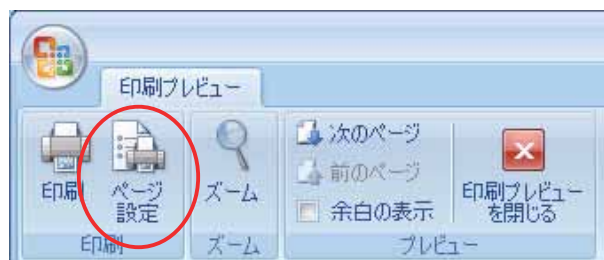 印刷プレビュー
印刷
ページ
設定
ズーム
次のページ
前のページ
余白の表示
印刷プレビュー
を閉じる
印刷
ズーム
プレビュー